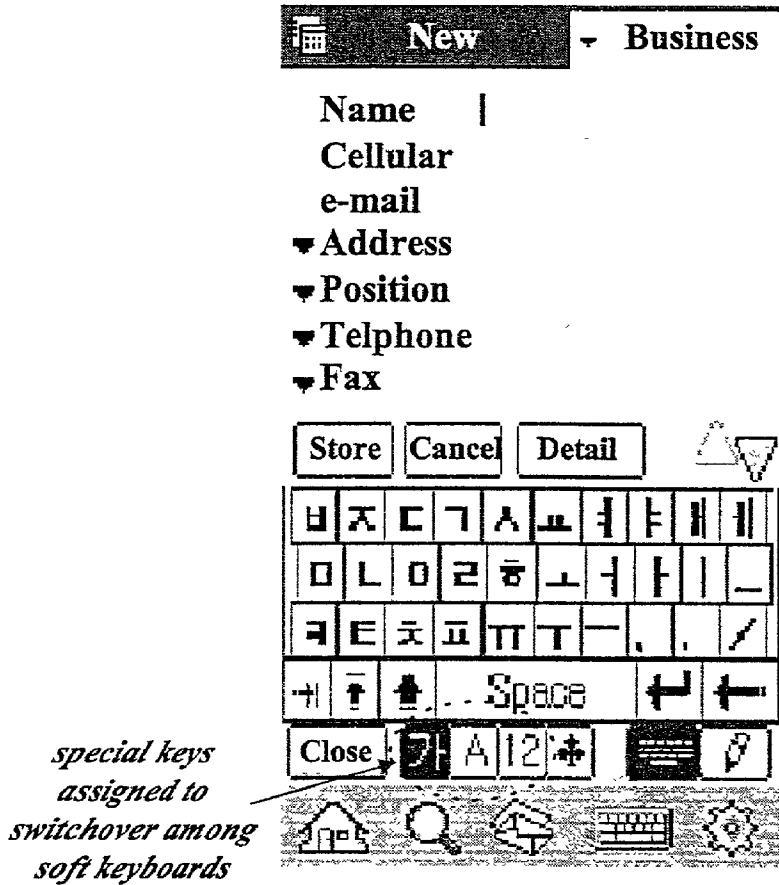 New
Business
Name
Cellular
e-mail
Address
Position
Telphone
Fax
Store Cancel Detail
ㅂ ㅈ ㄷ ㄱ ㅅ ㅛ ㅕ ㅑ ㅐ ㅔ
ㅁ ㄴ ㅇ ㄹ ㅎ ㅗ ㅓ ㅏ ㅣ _
ㅋ ㅌ ㅊ ㅍ ㅠ ㅜ ㅡ , . /
Space
Close 가 A 12
special keys
assigned to
switchover among
soft keyboards